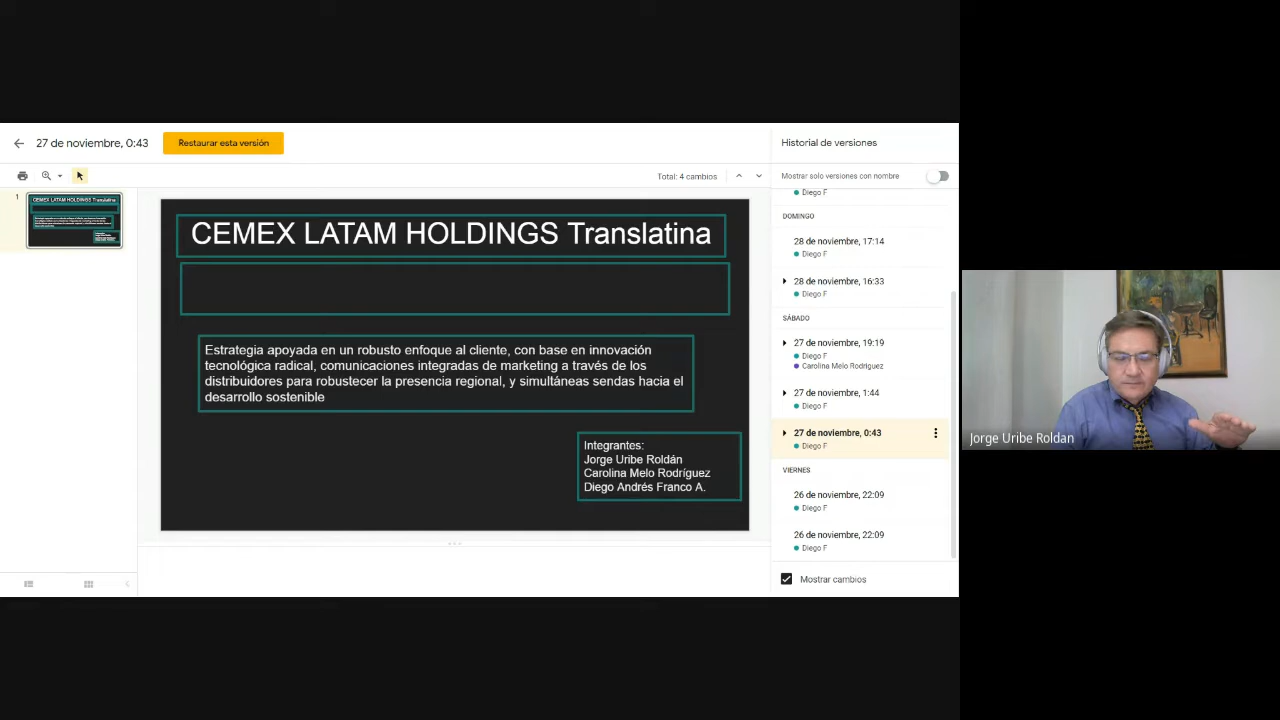 27 de noviembre, 0:43
Restaurar esta versión
Historial de versiones
Total: 4 cambios
Mostrar solo versiones con nombre
1
CEMEX LATAM HOLDINGS Translatina
CEMEX LATAM HOLDINGS Translatina
Estrategia apoyada en un robusto enfoque al cliente, con base en innovación
tecnológica radical, comunicaciones integradas de marketing a través de los
distribuidores para robustecer la presencia regional, y simultáneas sendas hacia el
desarrollo sostenible
Integrantes:
Jorge Uribe Roldán
Carolina Melo Rodríguez
Diego Andrés Franco A.
Diego F
DOMINGO
28 de noviembre, 17:14
Diego F
28 de noviembre, 16:33
Diego F
SÁBADO
27 de noviembre, 19:19
Diego F
Carolina Melo Rodriguez
27 de noviembre, 1:44
Diego F
27 de noviembre, 0:43
Diego F
VIERNES
26 de noviembre, 22:09
Diego F
26 de noviembre, 22:09
Diego F
Mostrar cambios
Jorge Uribe Roldan